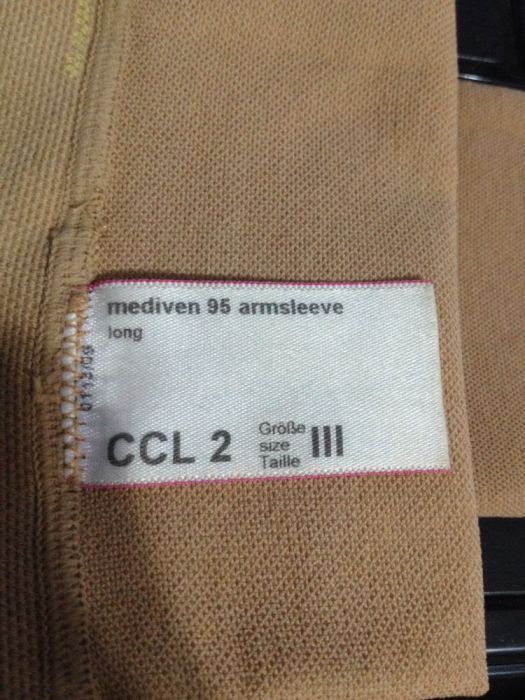 mediven 95 armsleeve
long
CCL 2
Größe
size
Taille
III